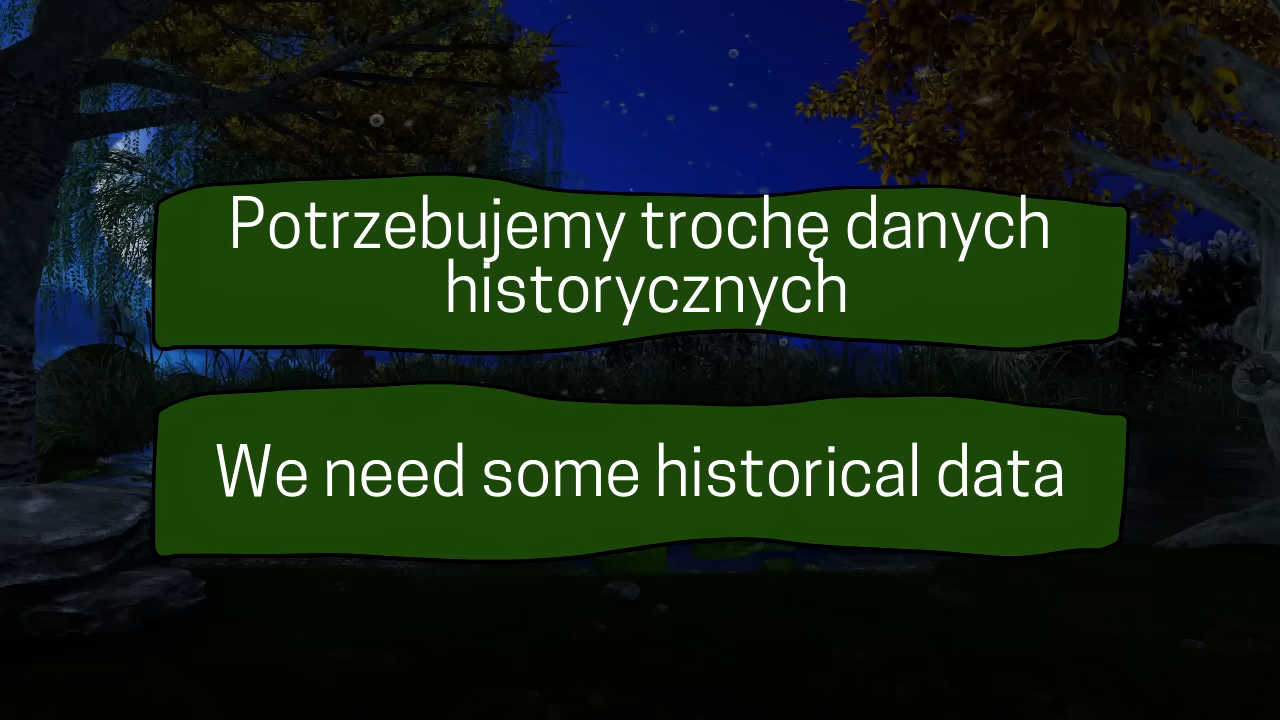 Potrzebujemy trochę danych
historycznych
We need some historical data